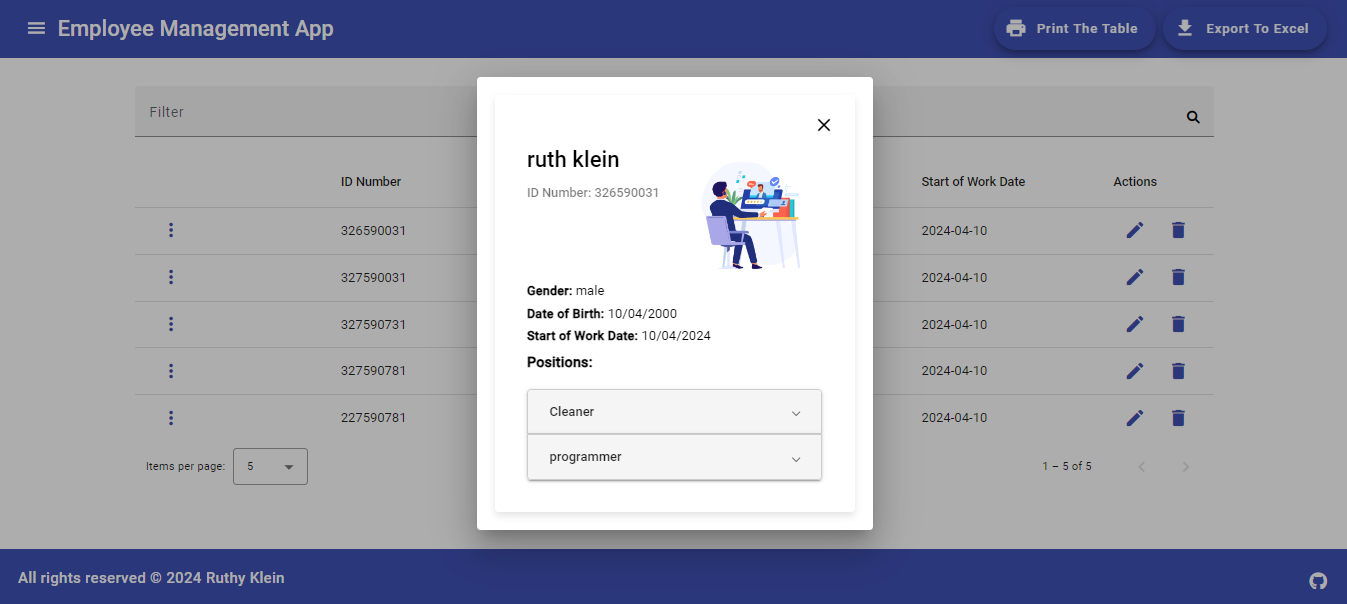 Employee Management App
Print The Table
Export To Excel
Filter
ID Number
Start of Work Date
Actions
326590031
2024-04-10
327590031
2024-04-10
327590731
2024-04-10
327590781
2024-04-10
227590781
2024-04-10
Items per page:
5
1 – 5 of 5
ruth klein
ID Number: 326590031
Gender: male
Date of Birth: 10/04/2000
Start of Work Date: 10/04/2024
Positions:
Cleaner
programmer
All rights reserved © 2024 Ruthy Klein